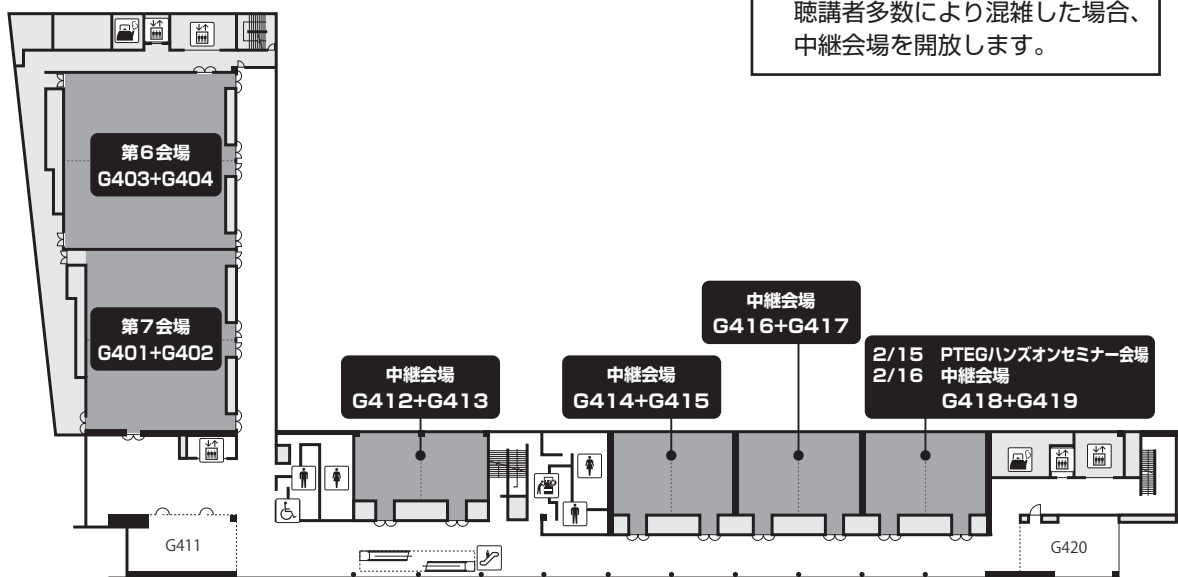 聴講者多数により混雑した場合、
中継会場を開放します。
第6会場
G403+G404
第7会場
G401+G402
中継会場
G416+G417
中継会場
G412+G413
中継会場
G414+G415
2/15 PTEGハンズオンセミナー会場
2/16 中継会場
G418+G419
G411
G420